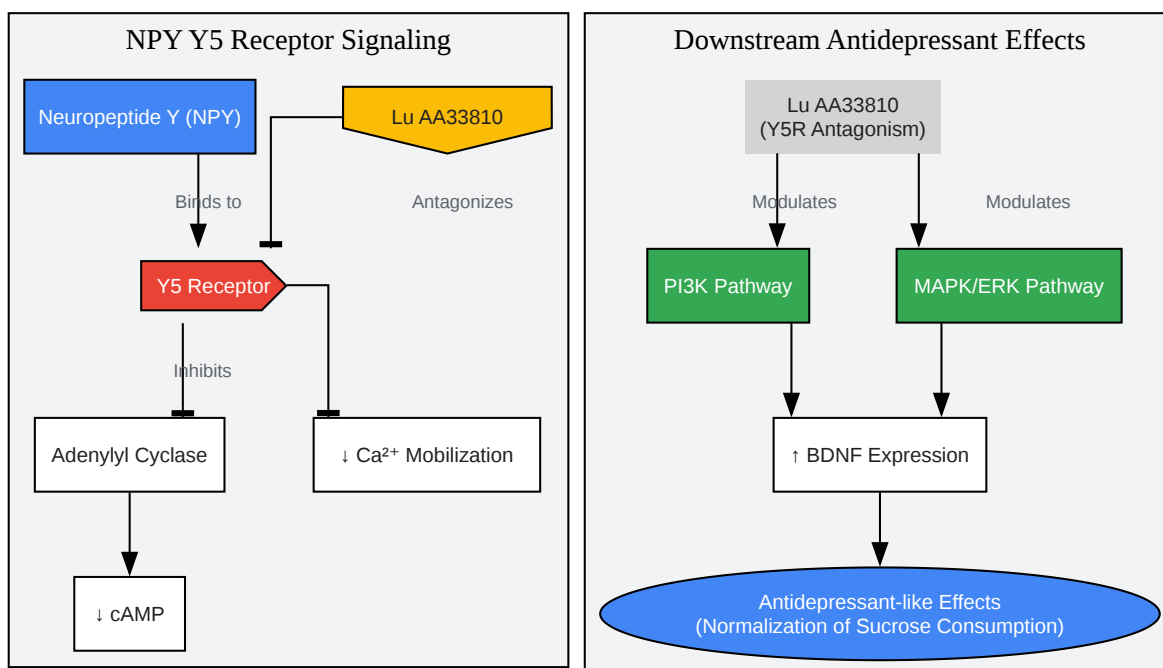 NPY Y5 Receptor Signaling
Neuropeptide Y (NPY)
Lu AA33810
Binds to
Antagonizes
Y5 Receptor
Inhibits
Adenylyl Cyclase
↓ Ca²⁺ Mobilization
↓ cAMP
Downstream Antidepressant Effects
Lu AA33810
(Y5R Antagonism)
Modulates
Modulates
PI3K Pathway
MAPK/ERK Pathway
↑ BDNF Expression
Antidepressant-like Effects
(Normalization of Sucrose Consumption)